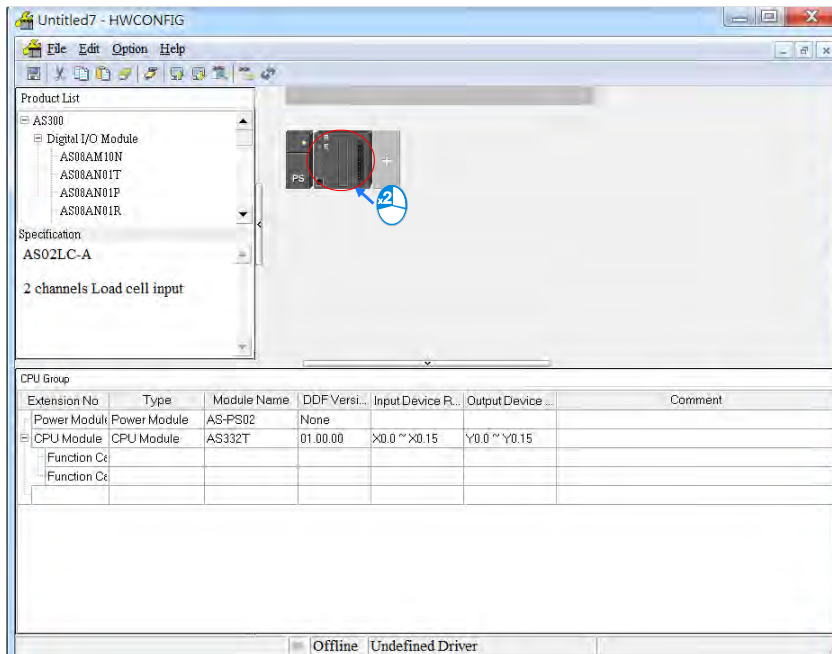 Untitled7 - HWCONFIG
File Edit Option Help
Product List
AS300
Digital I/O Module
AS08AM10N
AS08AN01T
AS08AN01P
AS08AN01R
PS
x2
Specification
AS02LC-A
2 channels Load cell input
CPU Group
Extension No Type Module Name DDF Versi... Input Device R... Output Device ... Comment
Power Module Power Module AS-PS02 None
CPU Module CPU Module AS332T 01.00.00 X0.0 ~ X0.15 Y0.0 ~ Y0.15
Function Ca
Function Ca
Offline Undefined Driver